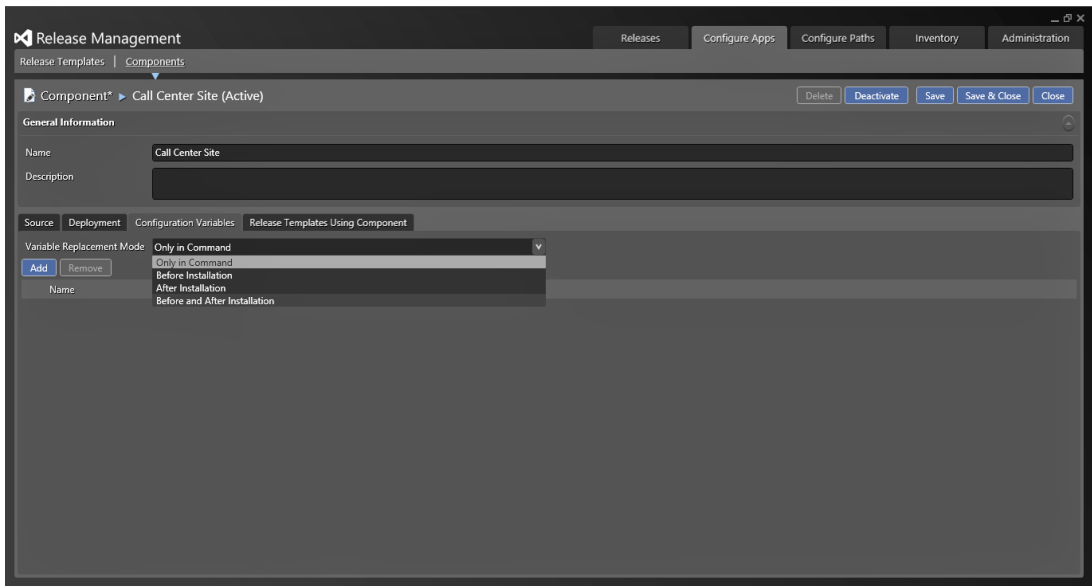 Release Management
Releases
Configure Apps
Configure Paths
Inventory
Administration
Release Templates | Components
Component* ▶ Call Center Site (Active)
Delete
Deactivate
Save
Save & Close
Close
General Information
Name
Call Center Site
Description
Source
Deployment
Configuration Variables
Release Templates Using Component
Variable Replacement Mode
Only in Command
Only in Command
Before Installation
After Installation
Before and After Installation
Add
Remove
Name